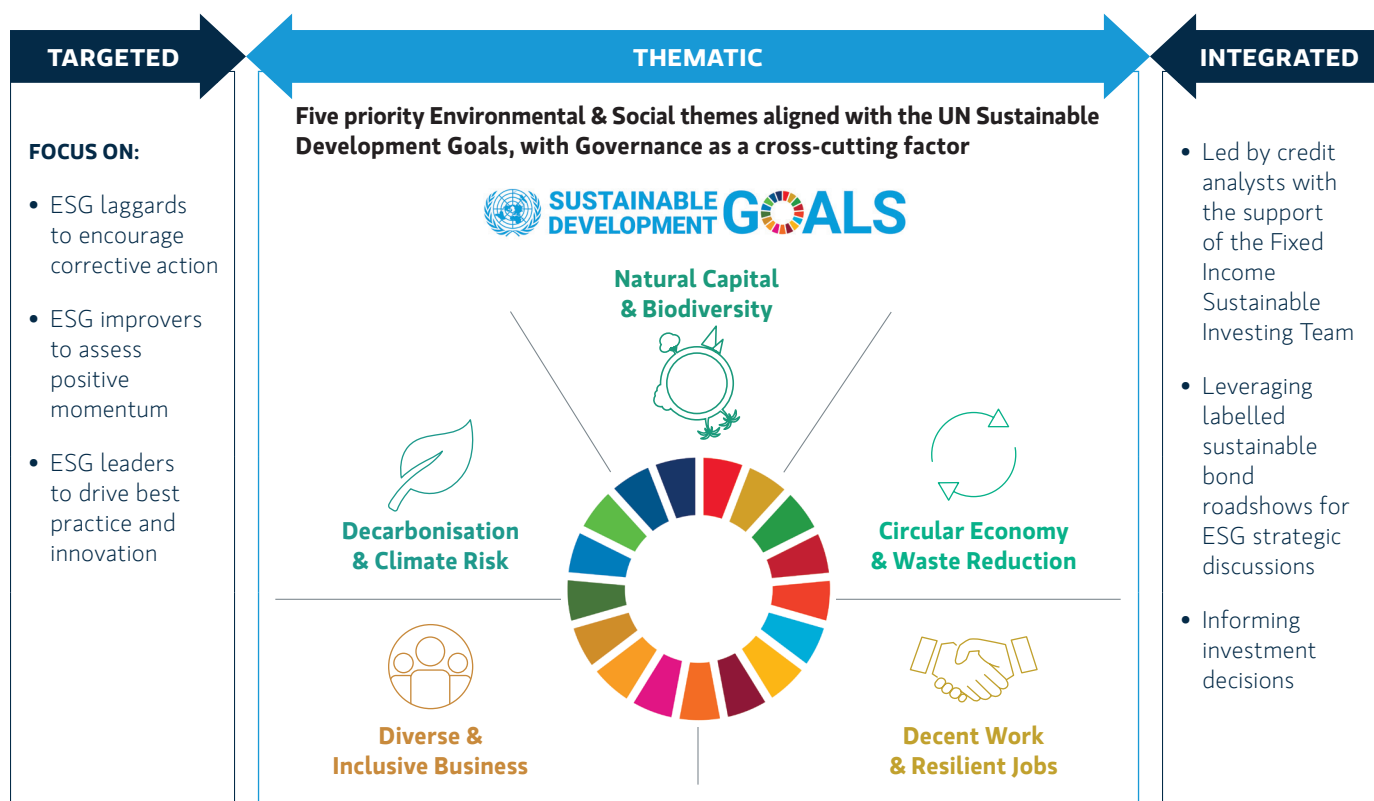 TARGETED
FOCUS ON:
• ESG laggards
to encourage
corrective action
• ESG improvers
to assess
positive
momentum
• ESG leaders
to drive best
practice and
innovation
THEMATIC
Five priority Environmental & Social themes aligned with the UN Sustainable
Development Goals, with Governance as a cross-cutting factor
SUSTAINABLE
DEVELOPMENT
GOALS
Natural Capital
& Biodiversity
Decarbonisation
& Climate Risk
Circular Economy
& Waste Reduction
Diverse &
Inclusive Business
Decent Work
& Resilient Jobs
INTEGRATED
• Led by credit
analysts with
the support
of the Fixed
Income
Sustainable
Investing Team
• Leveraging
labelled
sustainable
bond
roadshows for
ESG strategic
discussions
• Informing
investment
decisions